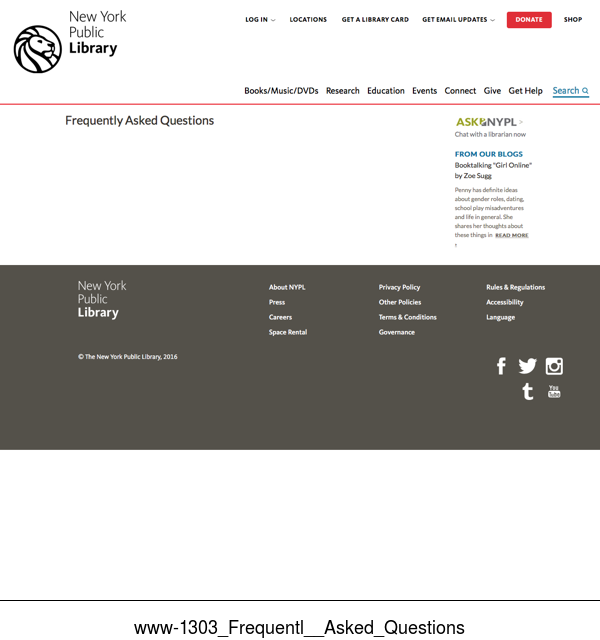 New York
Public
Library
LOG IN
LOCATIONS
GET A LIBRARY CARD
GET EMAIL UPDATES
DONATE
SHOP
Books/Music/DVDs
Research
Education
Events
Connect
Give
Get Help
Search
Frequently Asked Questions
ASK NYPL >
Chat with a librarian now
FROM OUR BLOGS
Booktalking "Girl Online"
by Zoe Sugg
Penny has definite ideas
about gender roles, dating,
school play misadventures
and life in general. She
shares her thoughts about
these things in READ MORE
New York
Public
Library
About NYPL
Press
Careers
Space Rental
Privacy Policy
Other Policies
Terms & Conditions
Governance
Rules & Regulations
Accessibility
Language
© The New York Public Library, 2016
You
Tube
www-1303_Frequentl__Asked_Questions